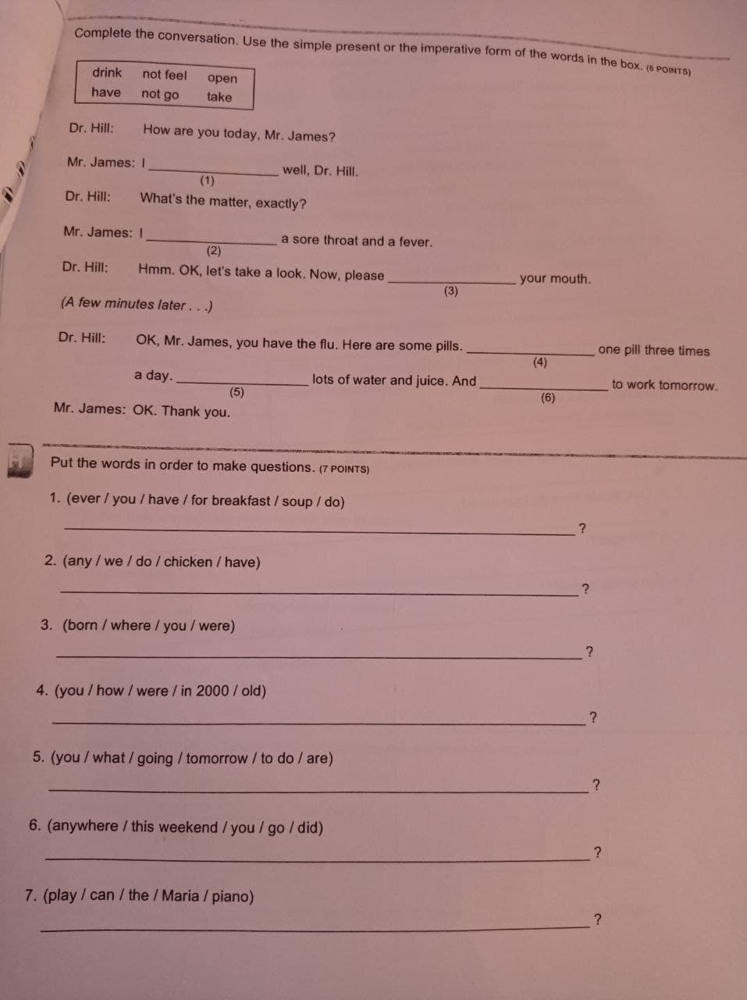 Complete the conversation. Use the simple present or the imperative form of the words in the box. (6 POINTS)
drink not feel open
have not go take
Dr. Hill: How are you today, Mr. James?
Mr. James: I ____________ well, Dr. Hill.
(1)
Dr. Hill: What's the matter, exactly?
Mr. James: I ____________ a sore throat and a fever.
(2)
Dr. Hill: Hmm. OK, let's take a look. Now, please ____________ your mouth.
(3)
(A few minutes later . . .)
Dr. Hill: OK, Mr. James, you have the flu. Here are some pills. ____________ one pill three times
(4)
a day. ____________ lots of water and juice. And ____________ to work tomorrow.
(5) (6)
Mr. James: OK. Thank you.
Put the words in order to make questions. (7 POINTS)
1. (ever / you / have / for breakfast / soup / do)
____________?
2. (any / we / do / chicken / have)
____________?
3. (born / where / you / were)
____________?
4. (you / how / were / in 2000 / old)
____________?
5. (you / what / going / tomorrow / to do / are)
____________?
6. (anywhere / this weekend / you / go / did)
____________?
7. (play / can / the / Maria / piano)
____________?